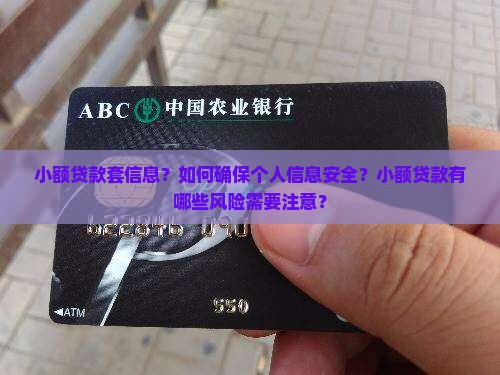 ABC 中国农业银行
小额贷款套信息？如何确保个人信息安全？小额贷款有
哪些风险需要注意？
622846 090
550
◄ATM